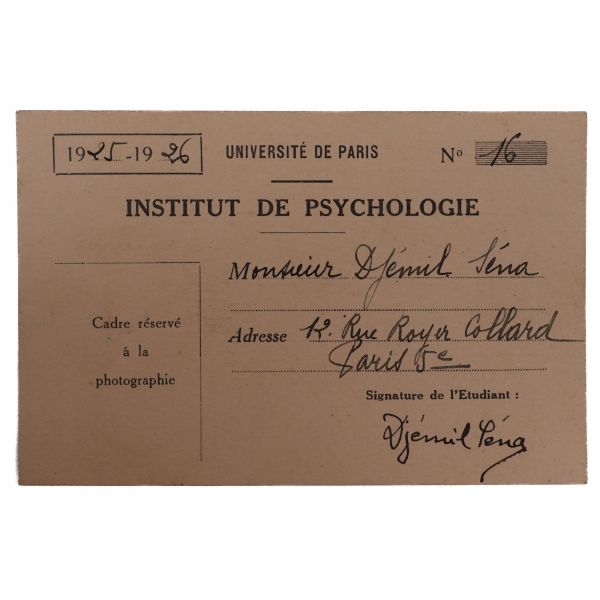 1925-1926 UNIVERSITÉ DE PARIS Nº 16
INSTITUT DE PSYCHOLOGIE
Monsieur Djémil Séna
Cadre réservé
à la
photographie
Adresse 12. Rue Royer Collard
Paris 5e
Signature de l'Etudiant :
Djémil Séna